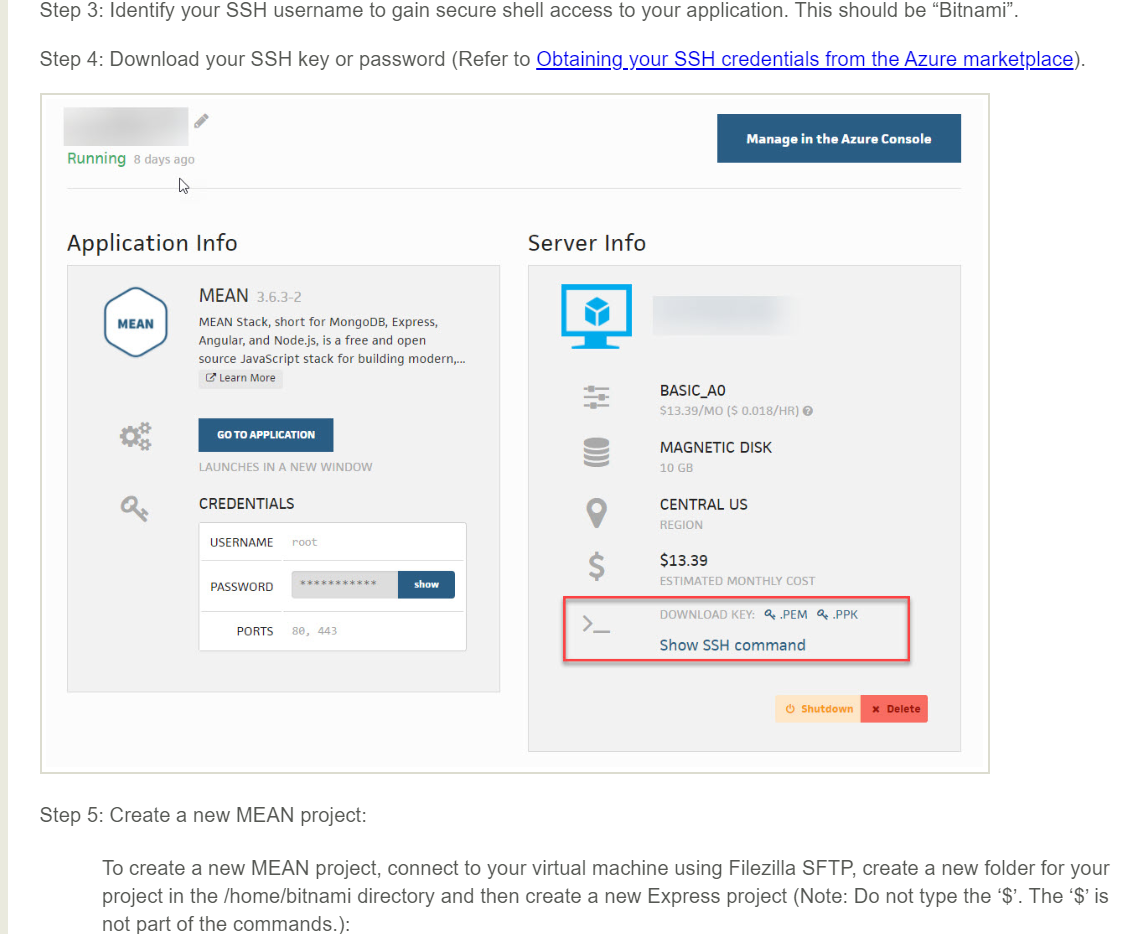 Step 3: Identify your SSH username to gain secure shell access to your application. This should be “Bitnami”.
Step 4: Download your SSH key or password (Refer to Obtaining your SSH credentials from the Azure marketplace).
Running 8 days ago
Manage in the Azure Console
Application Info
MEAN
MEAN 3.6.3-2
MEAN Stack, short for MongoDB, Express,
Angular, and Node.js, is a free and open
source JavaScript stack for building modern,...
Learn More
GO TO APPLICATION
LAUNCHES IN A NEW WINDOW
CREDENTIALS
USERNAME root
PASSWORD *********** show
PORTS 80, 443
Server Info
BASIC_A0
$13.39/MO ($ 0.018/HR)
MAGNETIC DISK
10 GB
CENTRAL US
REGION
$13.39
ESTIMATED MONTHLY COST
DOWNLOAD KEY: .PEM .PPK
Show SSH command
Shutdown Delete
Step 5: Create a new MEAN project:
To create a new MEAN project, connect to your virtual machine using Filezilla SFTP, create a new folder for your
project in the /home/bitnami directory and then create a new Express project (Note: Do not type the ‘$’. The ‘$’ is
not part of the commands.):